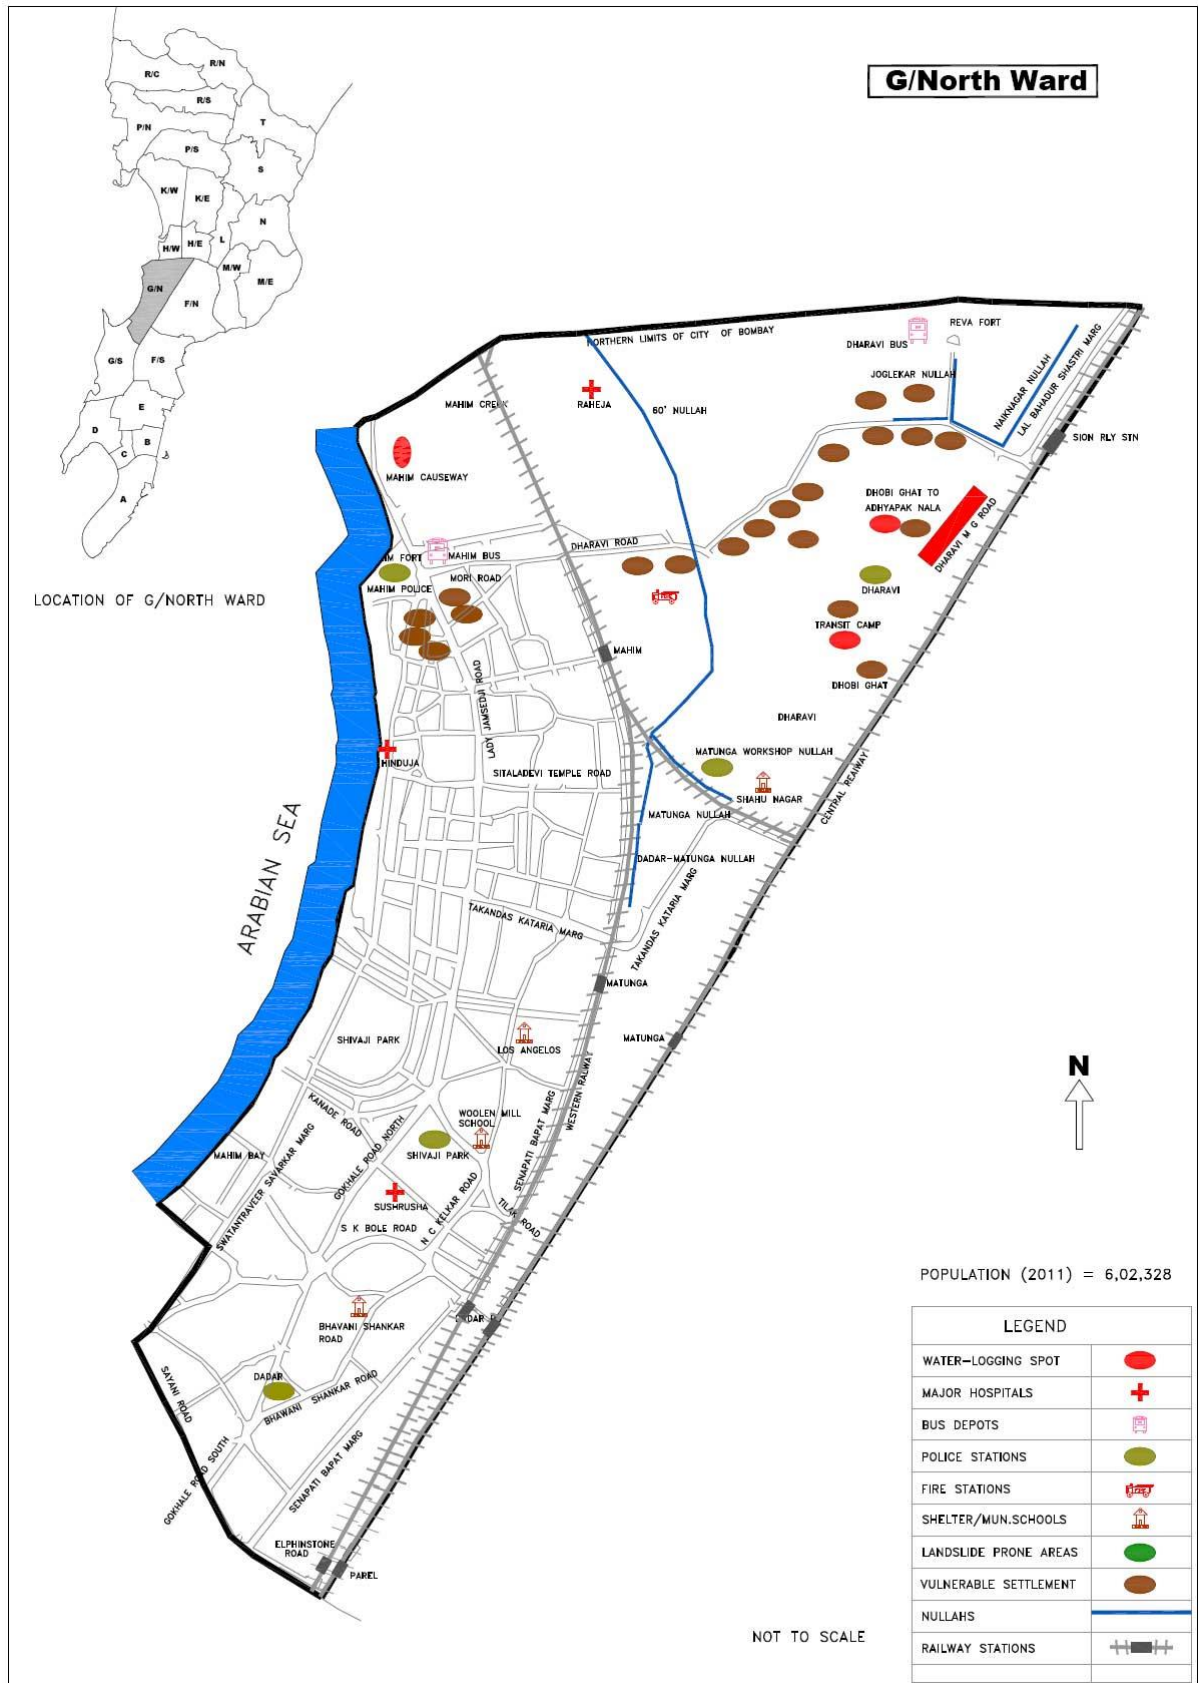 G/North Ward
R/N
R/C
R/S
P/N
T
P/S
S
K/W
K/E
N
L
H/W
H/E
M/W
M/E
G/N
F/N
G/S
F/S
E
D
B
C
A
LOCATION OF G/NORTH WARD
NORTHERN LIMITS OF CITY OF BOMBAY
REVA FORT
DHARAVI BUS
JOGLEKAR NULLAH
NAIKNAGAR NULLAH
LAL BAHADUR SHASTRI MARG
SION RLY STN
MAHIM CREEK
RAHEJA
60' NULLAH
MAHIM CAUSEWAY
DHOBI GHAT TO
ADHYAPAK NALA
DHARAVI M G ROAD
DHARAVI ROAD
FORT
MAHIM BUS
MORI ROAD
MAHIM POLICE
DHARAVI
TRANSIT CAMP
DHOBI GHAT
MAHIM
LADY JAMSEDJI ROAD
DHARAVI
HINDUJA
SITALADEVI TEMPLE ROAD
MATUNGA WORKSHOP NULLAH
SHAHU NAGAR
CENTRAL REAIWAY
MATUNGA NULLAH
DADAR-MATUNGA NULLAH
ARABIAN SEA
TAKANDAS KATARIA MARG
TAKANDAS KATARIA MARG
MATUNGA
MATUNGA
SHIVAJI PARK
LOS ANGELOS
WESTERN RALWAY
SENAPATI BAPAT MARG
KANADE ROAD
WOOLEN MILL
SCHOOL
GOKHALE ROAD NORTH
SHIVAJI PARK
MAHIM BAY
SWATANTRAVEER SAVARKAR MARG
SUSHRUSHA
S K BOLE ROAD
N C KELKAR ROAD
TILAK ROAD
N
BHAVANI SHANKAR
ROAD
DADAR
BHAWANI SHANKAR ROAD
SAYANI ROAD
GOKHALE ROAD SOUTH
SENAPATI BAPAT MARG
ELPHINSTONE
ROAD
PAREL
POPULATION (2011) = 6,02,328
LEGEND
WATER-LOGGING SPOT
MAJOR HOSPITALS
BUS DEPOTS
POLICE STATIONS
FIRE STATIONS
SHELTER/MUN.SCHOOLS
LANDSLIDE PRONE AREAS
VULNERABLE SETTLEMENT
NULLAHS
RAILWAY STATIONS
NOT TO SCALE